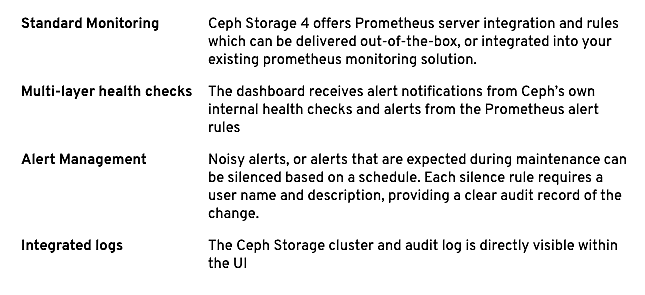 Standard Monitoring
Ceph Storage 4 offers Prometheus server integration and rules
which can be delivered out-of-the-box, or integrated into your
existing prometheus monitoring solution.
Multi-layer health checks
The dashboard receives alert notifications from Ceph's own
internal health checks and alerts from the Prometheus alert
rules
Alert Management
Noisy alerts, or alerts that are expected during maintenance can
be silenced based on a schedule. Each silence rule requires a
user name and description, providing a clear audit record of the
change.
Integrated logs
The Ceph Storage cluster and audit log is directly visible within
the UI